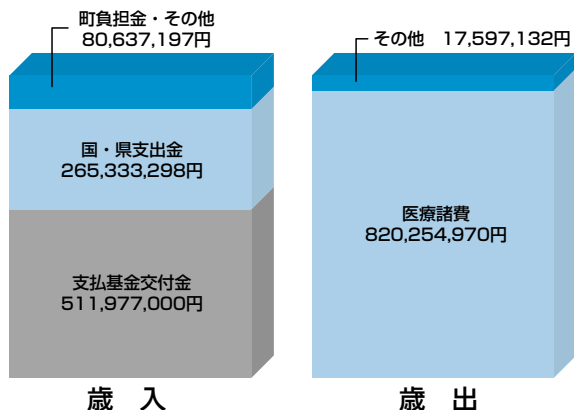 町負担金・その他
80,637,197円
国・県支出金
265,333,298円
支払基金交付金
511,977,000円
歳 入
その他 17,597,132円
医療諸費
820,254,970円
歳 出